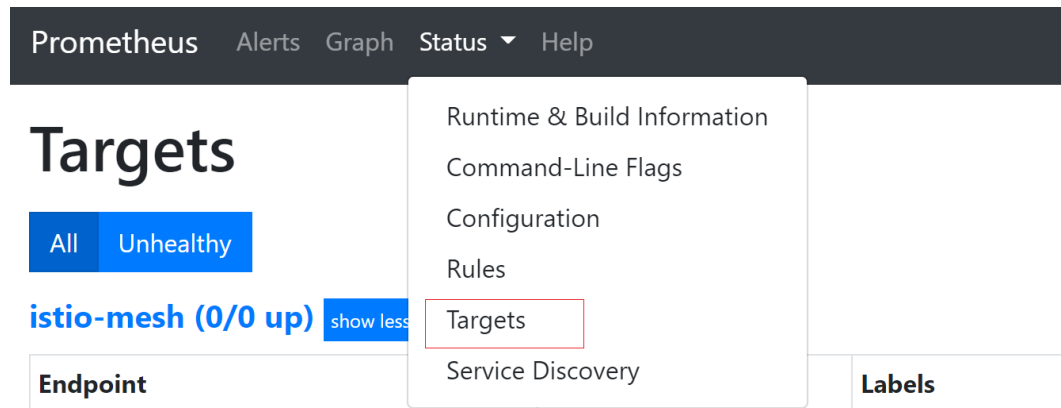 Prometheus Alerts Graph Status Help
Runtime & Build Information
Targets
Command-Line Flags
Configuration
All Unhealthy
Rules
istio-mesh (0/0 up) show less
Targets
Service Discovery
Endpoint Labels